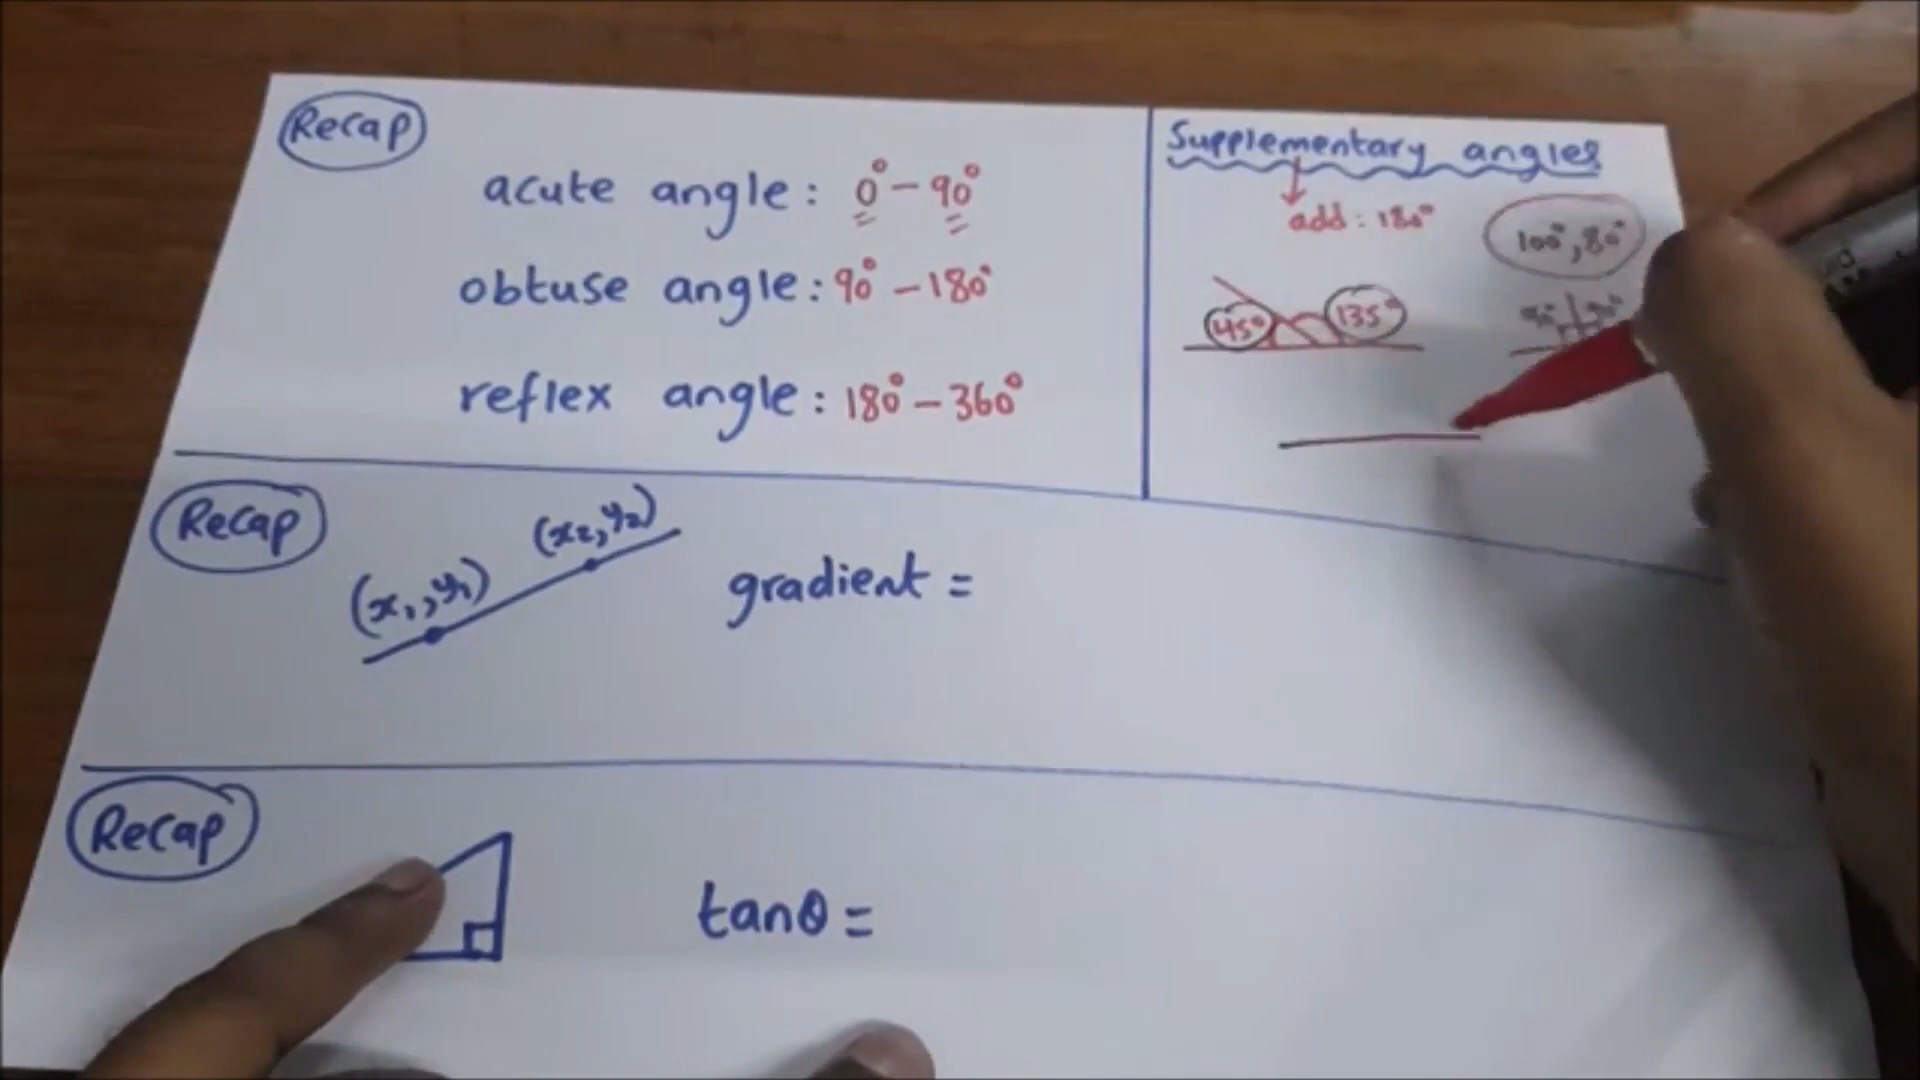 Recap
acute angle: 0° – 90°
obtuse angle: 90° – 180°
reflex angle: 180° – 360°
Supplementary angles
add: 180°
100°, 80°
45° 135°
90°
Recap
(x₁, y₁) (x₂, y₂)
gradient =
Recap
tanθ =